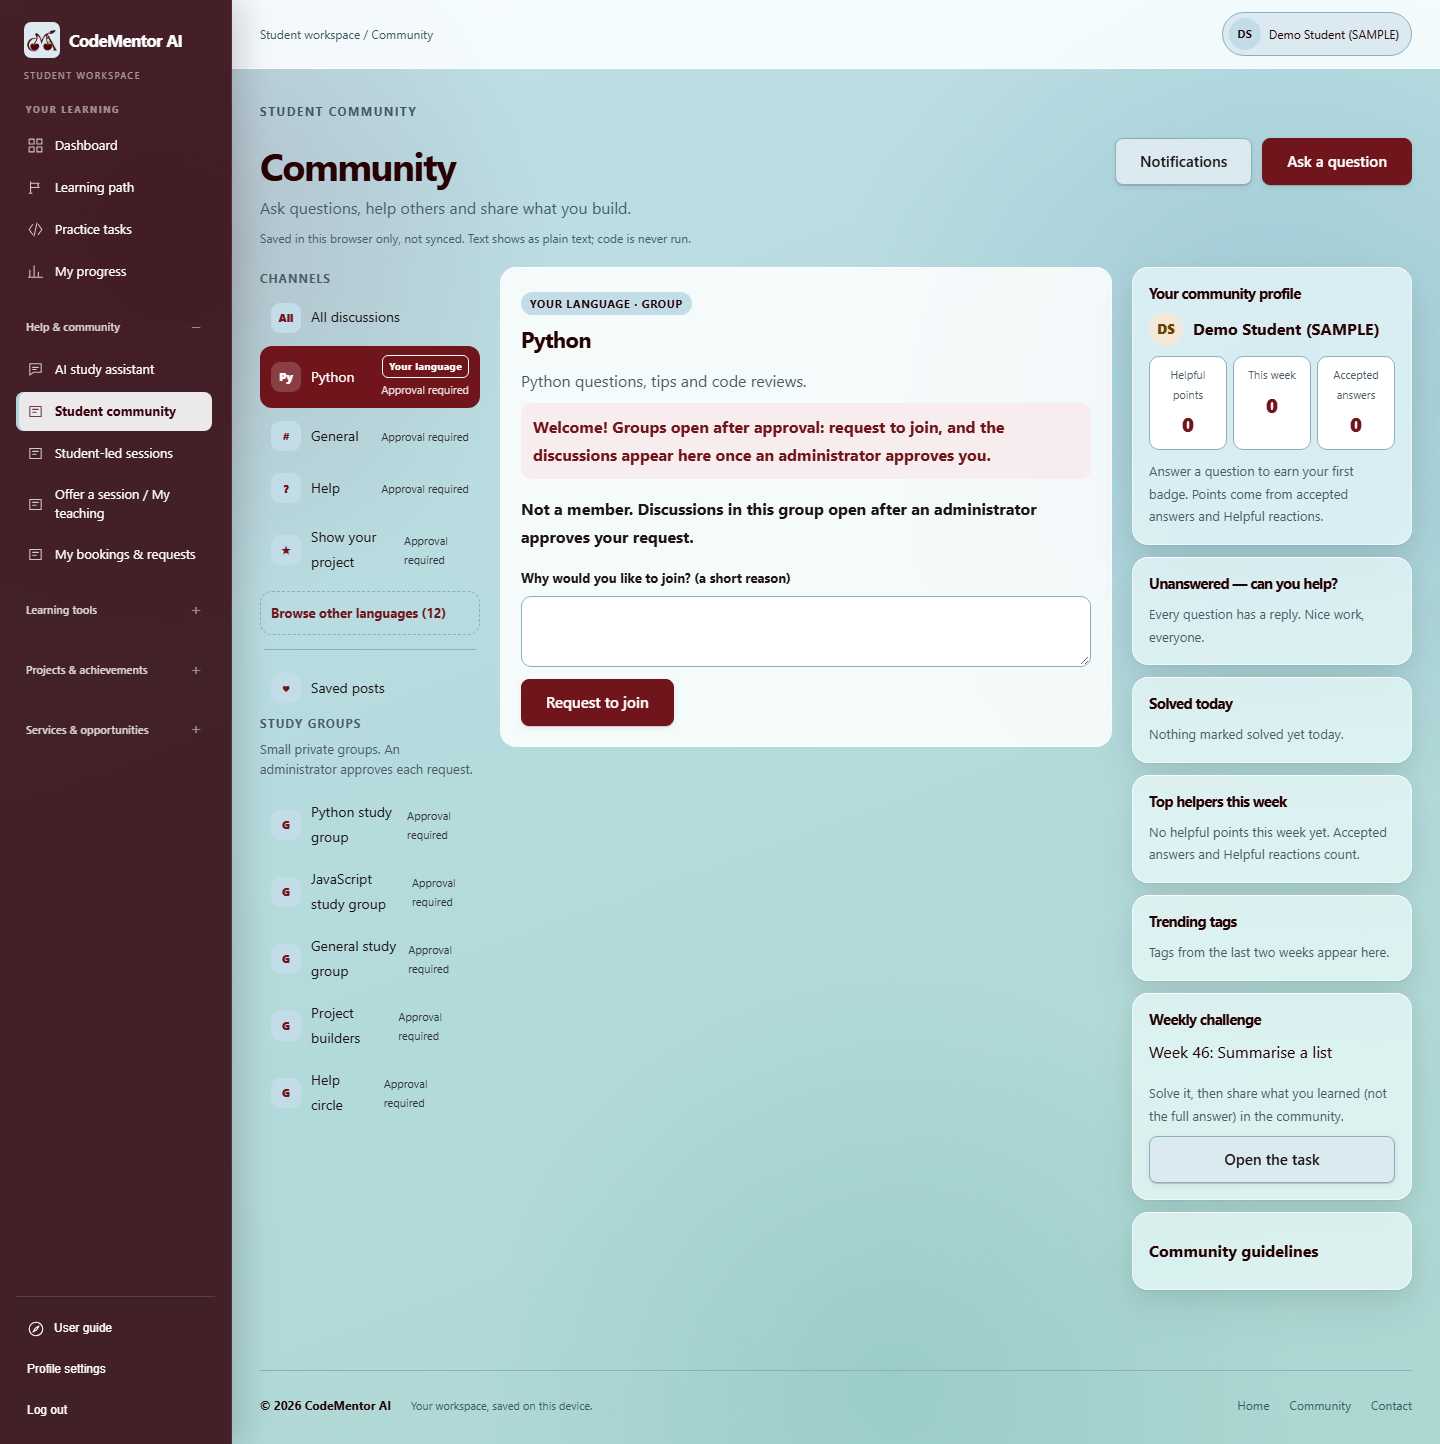 CodeMentor AI
STUDENT WORKSPACE
YOUR LEARNING
Dashboard
Learning path
Practice tasks
My progress
Help & community
AI study assistant
Student community
Student-led sessions
Offer a session / My
teaching
My bookings & requests
Learning tools
Projects & achievements
Services & opportunities
User guide
Profile settings
Log out
Student workspace / Community
DS
Demo Student (SAMPLE)
STUDENT COMMUNITY
Community
Ask questions, help others and share what you build.
Saved in this browser only, not synced. Text shows as plain text; code is never run.
Notifications
Ask a question
CHANNELS
All
All discussions
Py
Python
Your language
Approval required
#
General
Approval required
?
Help
Approval required
★
Show your
project
Approval
required
Browse other languages (12)
♥
Saved posts
STUDY GROUPS
Small private groups. An
administrator approves each request.
G
Python study
group
Approval
required
G
JavaScript
study group
Approval
required
G
General study
group
Approval
required
G
Project
builders
Approval
required
G
Help
circle
Approval
required
YOUR LANGUAGE · GROUP
Python
Python questions, tips and code reviews.
Welcome! Groups open after approval: request to join, and the
discussions appear here once an administrator approves you.
Not a member. Discussions in this group open after an administrator
approves your request.
Why would you like to join? (a short reason)
Request to join
Your community profile
DS
Demo Student (SAMPLE)
Helpful
points
0
This week
0
Accepted
answers
0
Answer a question to earn your first
badge. Points come from accepted
answers and Helpful reactions.
Unanswered — can you help?
Every question has a reply. Nice work,
everyone.
Solved today
Nothing marked solved yet today.
Top helpers this week
No helpful points this week yet. Accepted
answers and Helpful reactions count.
Trending tags
Tags from the last two weeks appear here.
Weekly challenge
Week 46: Summarise a list
Solve it, then share what you learned (not
the full answer) in the community.
Open the task
Community guidelines
© 2026 CodeMentor AI
Your workspace, saved on this device.
Home
Community
Contact